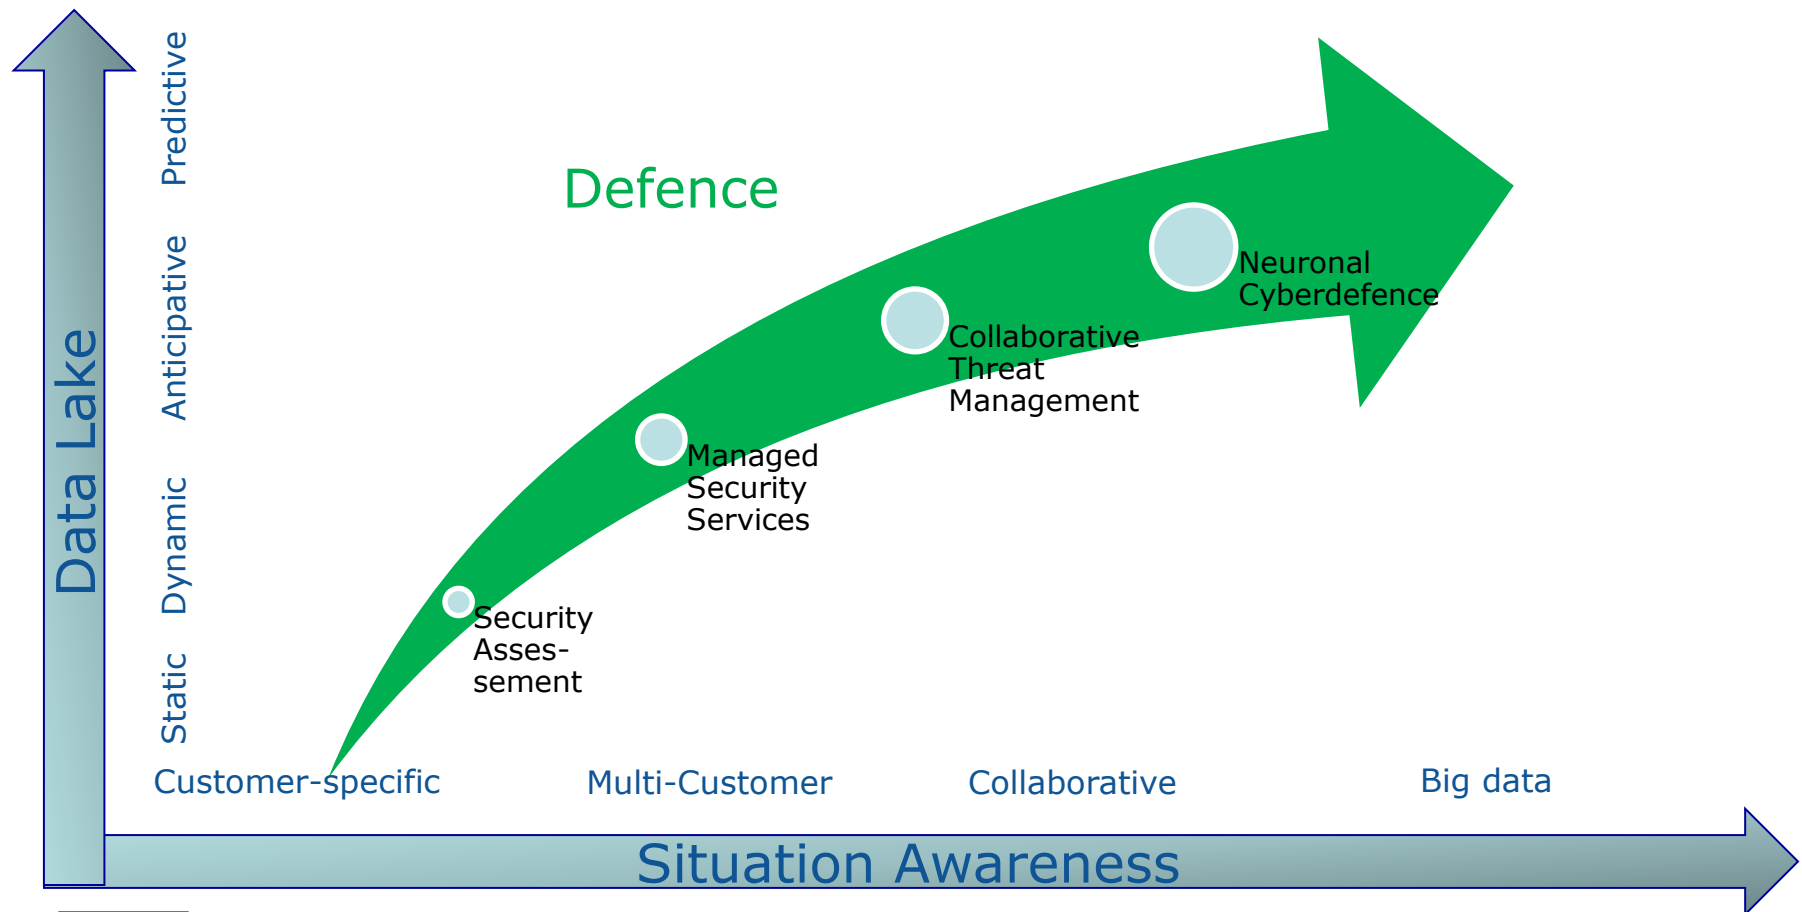 Predictive
Anticipative
Dynamic
Static
Data Lake
Defence
Neuronal
Cyberdefence
Collaborative
Threat
Management
Managed
Security
Services
Security
Asses-
sement
Customer-specific
Multi-Customer
Collaborative
Big data
Situation Awareness